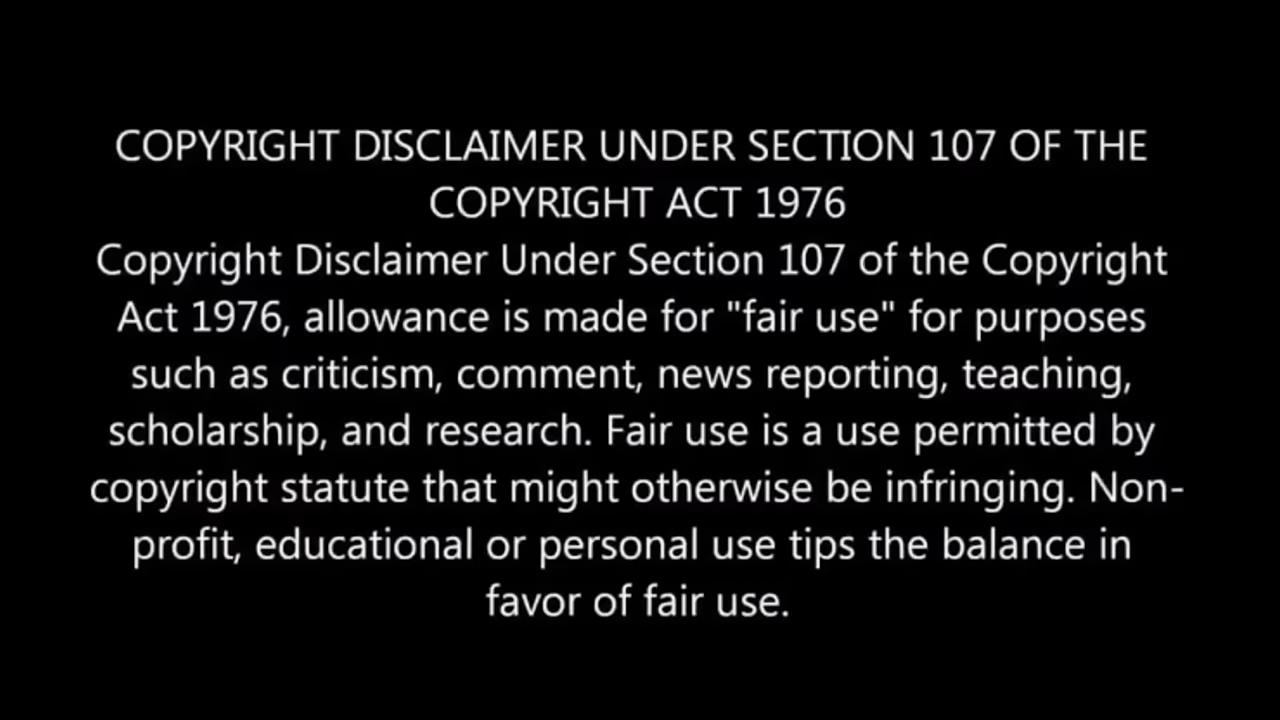 COPYRIGHT DISCLAIMER UNDER SECTION 107 OF THE
COPYRIGHT ACT 1976
Copyright Disclaimer Under Section 107 of the Copyright
Act 1976, allowance is made for "fair use" for purposes
such as criticism, comment, news reporting, teaching,
scholarship, and research. Fair use is a use permitted by
copyright statute that might otherwise be infringing. Non-
profit, educational or personal use tips the balance in
favor of fair use.